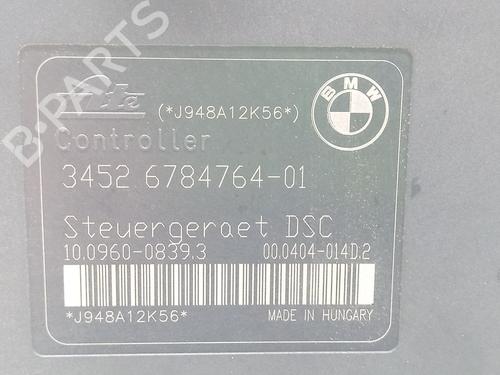 B-PARTS
Ate (*J948A12K56*)
BMW
Controller
3452 6784764-01
Steuergeraet DSC
10.0960-0839.3 00.0404-014D.2
*J948A12K56* MADE IN HUNGARY